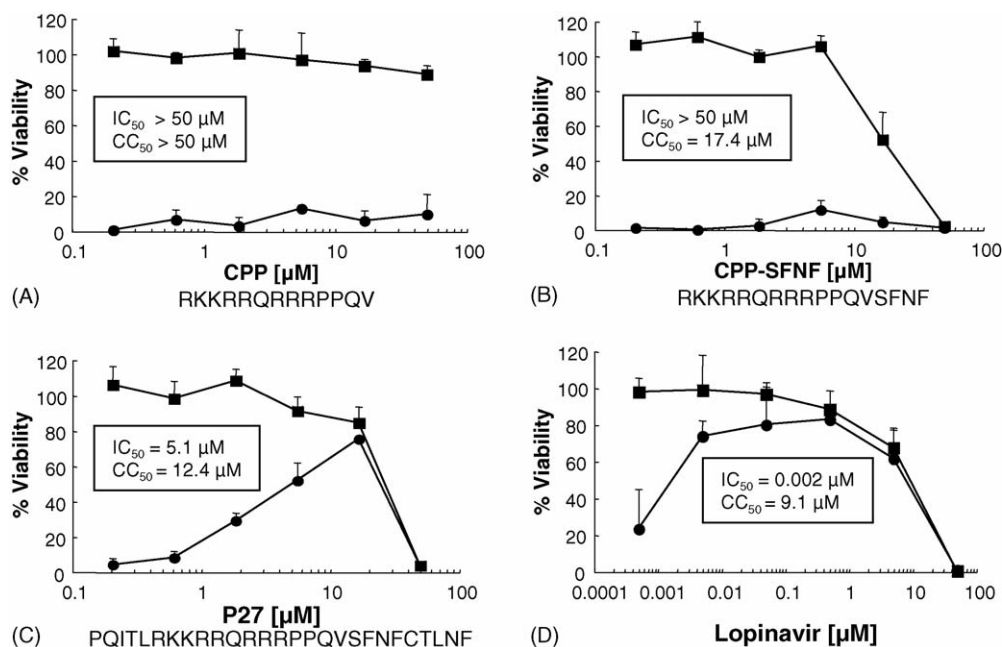 120
100
80
60
40
20
0
% Viability
IC50 > 50 µM
CC50 > 50 µM
0.1
1
10
100
CPP [µM]
(A)
RKKRRQRRRPPQV
120
100
80
60
40
20
0
% Viability
IC50 > 50 µM
CC50 = 17.4 µM
0.1
1
10
100
CPP-SFNF [µM]
(B)
RKKRRQRRRPPQVSFNF
120
100
80
60
40
20
0
% Viability
IC50 = 5.1 µM
CC50 = 12.4 µM
0.1
1
10
100
P27 [µM]
(C)
PQITLRKKRRQRRRPPQVSFNFCTLNF
120
100
80
60
40
20
0
% Viability
IC50 = 0.002 µM
CC50 = 9.1 µM
0.0001
0.001
0.01
0.1
1
10
100
Lopinavir [µM]
(D)